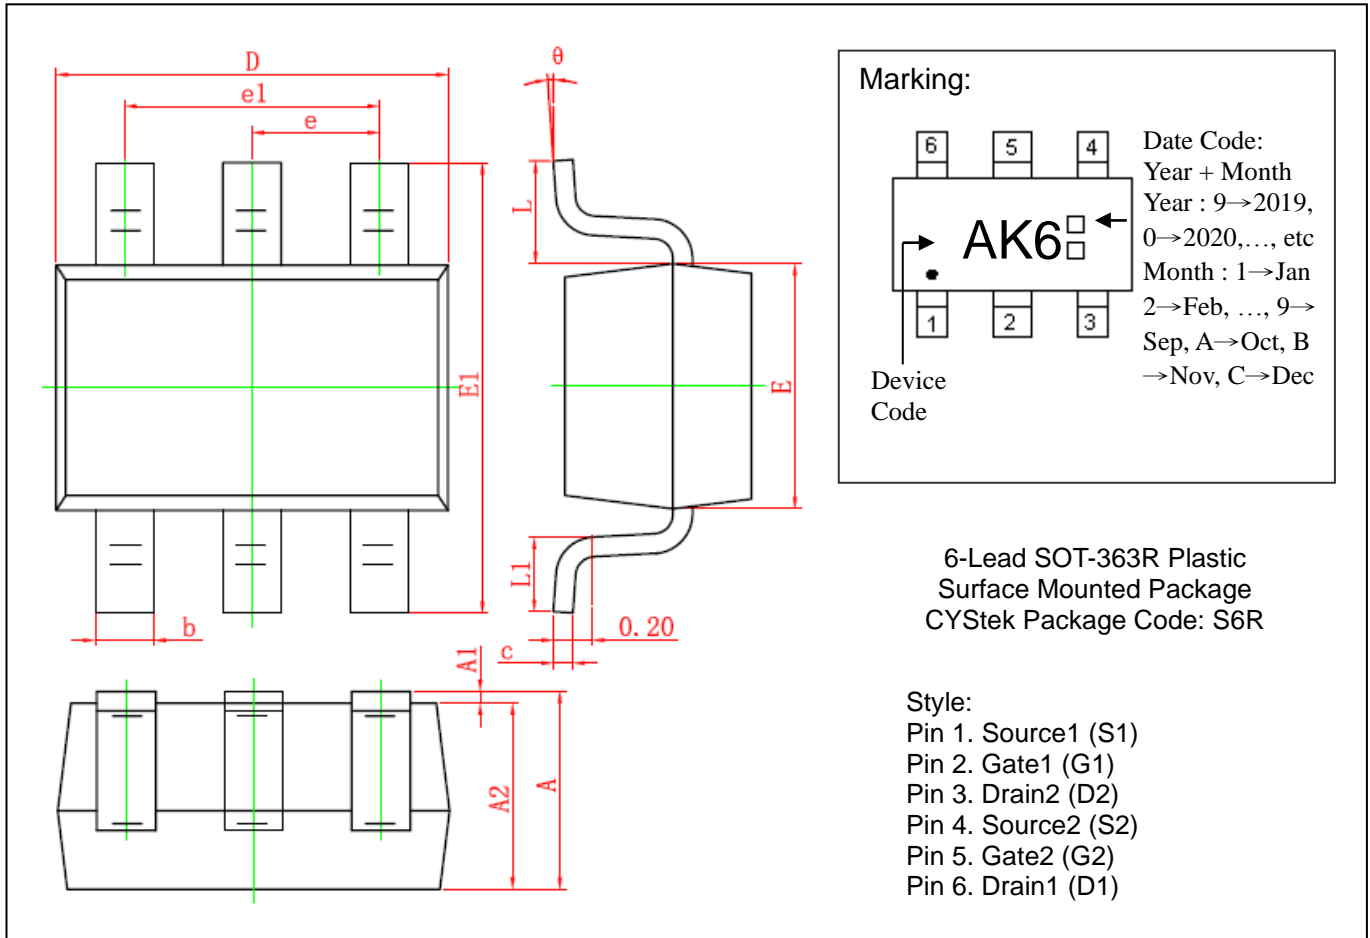 D
e1
e
θ
L
E1
E
L1
b
c
0.20
A1
A2
A
Marking:
6 5 4
AK6
1 2 3
Device
Code
Date Code:
Year + Month
Year : 9→2019,
0→2020,…, etc
Month : 1→Jan
2→Feb, …, 9→
Sep, A→Oct, B
→Nov, C→Dec
6-Lead SOT-363R Plastic
Surface Mounted Package
CYStek Package Code: S6R
Style:
Pin 1. Source1 (S1)
Pin 2. Gate1 (G1)
Pin 3. Drain2 (D2)
Pin 4. Source2 (S2)
Pin 5. Gate2 (G2)
Pin 6. Drain1 (D1)